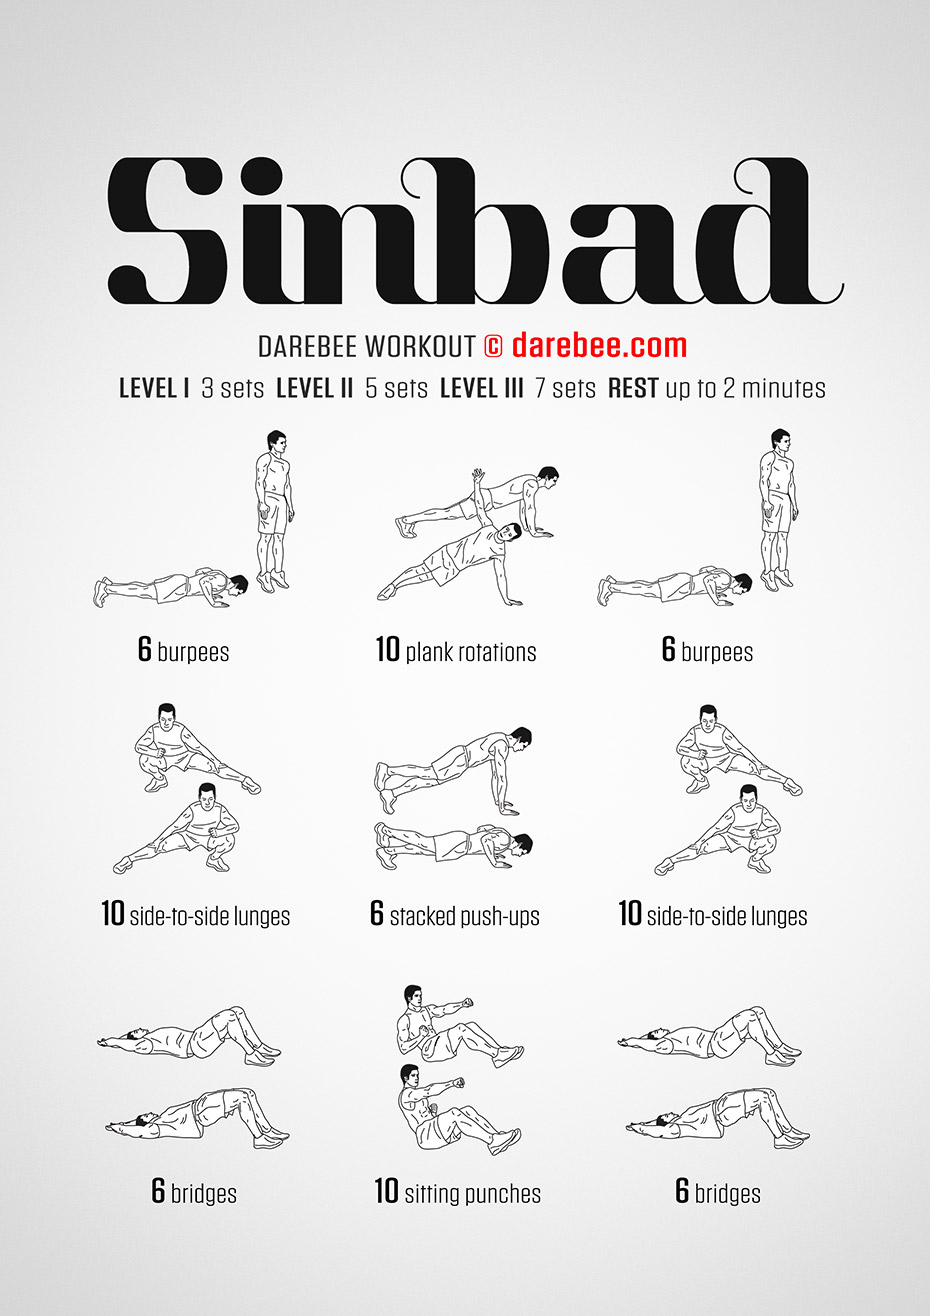 Sinbad
DAREBEE WORKOUT © darebee.com
LEVEL I 3 sets LEVEL II 5 sets LEVEL III 7 sets REST up to 2 minutes
6 burpees
10 plank rotations
6 burpees
10 side-to-side lunges
6 stacked push-ups
10 side-to-side lunges
6 bridges
10 sitting punches
6 bridges